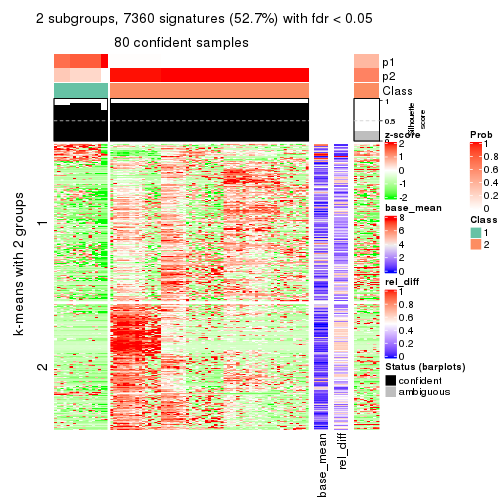 2 subgroups, 7360 signatures (52.7%) with fdr < 0.05
80 confident samples
p1
p2
Class
1
0.5
0
Silhouette
score
k-means with 2 groups
1
2
base_mean
rel_diff
z-score
2
1
0
-1
-2
base_mean
8
6
4
2
0
rel_diff
1
0.8
0.6
0.4
0.2
0
Status (barplots)
confident
ambiguous
Prob
1
0.8
0.6
0.4
0.2
0
Class
1
2